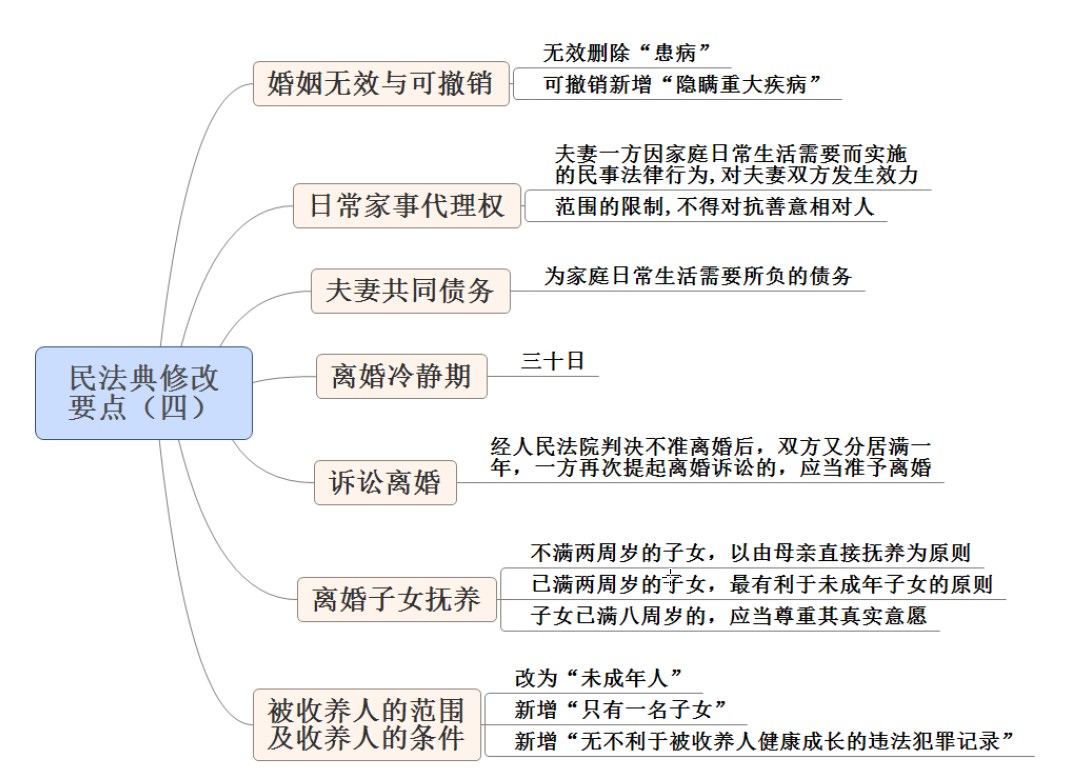 民法典修改
要点（四）
婚姻无效与可撤销
无效删除“患病”
可撤销新增“隐瞒重大疾病”
日常家事代理权
夫妻一方因家庭日常生活需要而实施
的民事法律行为,对夫妻双方发生效力
范围的限制,不得对抗善意相对人
夫妻共同债务
为家庭日常生活需要所负的债务
离婚冷静期
三十日
诉讼离婚
经人民法院判决不准离婚后，双方又分居满一
年，一方再次提起离婚诉讼的，应当准予离婚
离婚子女抚养
不满两周岁的子女，以由母亲直接抚养为原则
已满两周岁的子女，最有利于未成年子女的原则
子女已满八周岁的，应当尊重其真实意愿
被收养人的范围
及收养人的条件
改为“未成年人”
新增“只有一名子女”
新增“无不利于被收养人健康成长的违法犯罪记录”